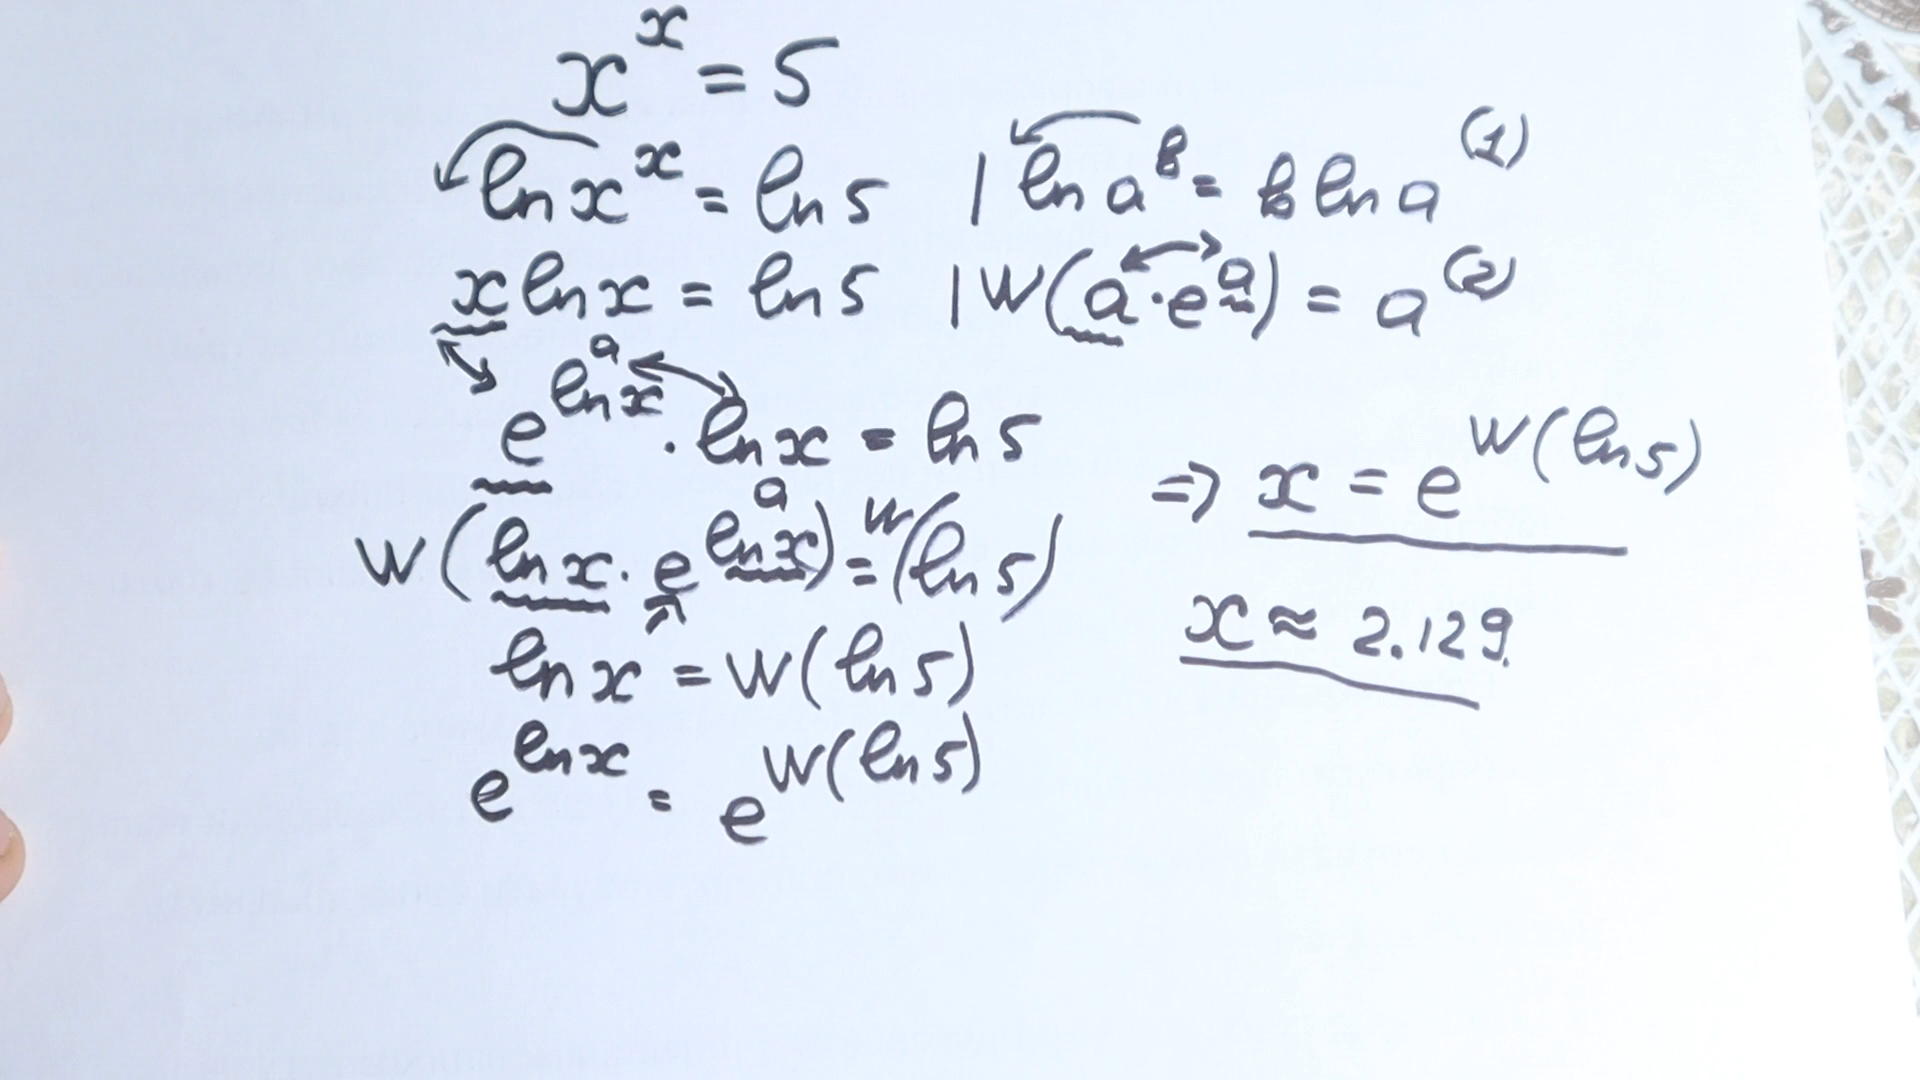 x^x = 5
ln x^x = ln 5 | ln a^b = b ln a (1)
x ln x = ln 5 | W(a · e^a) = a (2)
e^(ln x) · ln x = ln 5
a
W(ln x · e^(ln x)) = W(ln 5)
a
ln x = W(ln 5)
e^(ln x) = e^(W(ln 5))
⇒ x = e^(W(ln 5))
x ≈ 2.129.